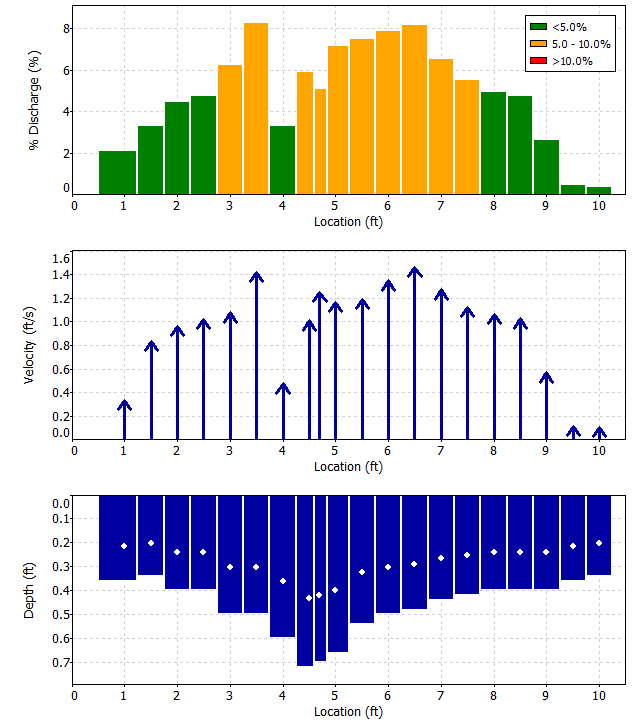 8
6
4
2
0
% Discharge (%)
<5.0%
5.0 - 10.0%
>10.0%
0 1 2 3 4 5 6 7 8 9 10
Location (ft)
1.6
1.4
1.2
1.0
0.8
0.6
0.4
0.2
0.0
Velocity (ft/s)
0 1 2 3 4 5 6 7 8 9 10
Location (ft)
0.0
0.1
0.2
0.3
0.4
0.5
0.6
0.7
Depth (ft)
0 1 2 3 4 5 6 7 8 9 10
Location (ft)